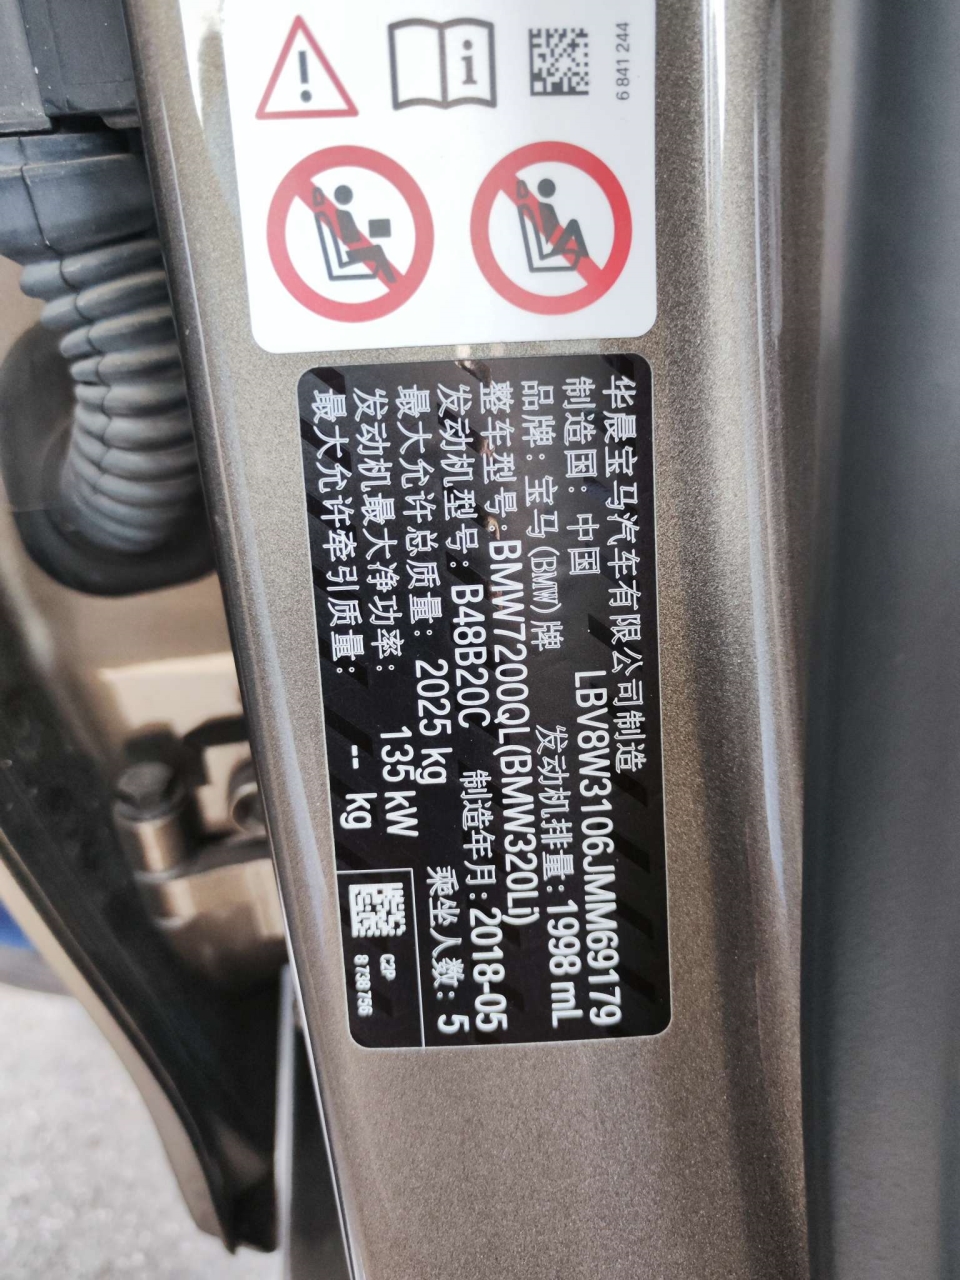 6 841 244
华晨宝马汽车有限公司制造
制造国：中国 LBV8W3106JMM69179
品牌：宝马(BMW)牌 发动机排量：1998 mL
整车型号：BMW7200QL(BMW320Li)
发动机型号：B48B20C 制造年月：2018-05
最大允许总质量：2025 kg 乘坐人数：5
发动机最大净功率：135 kW
最大允许牵引质量：-- kg
C2P
8 738 756